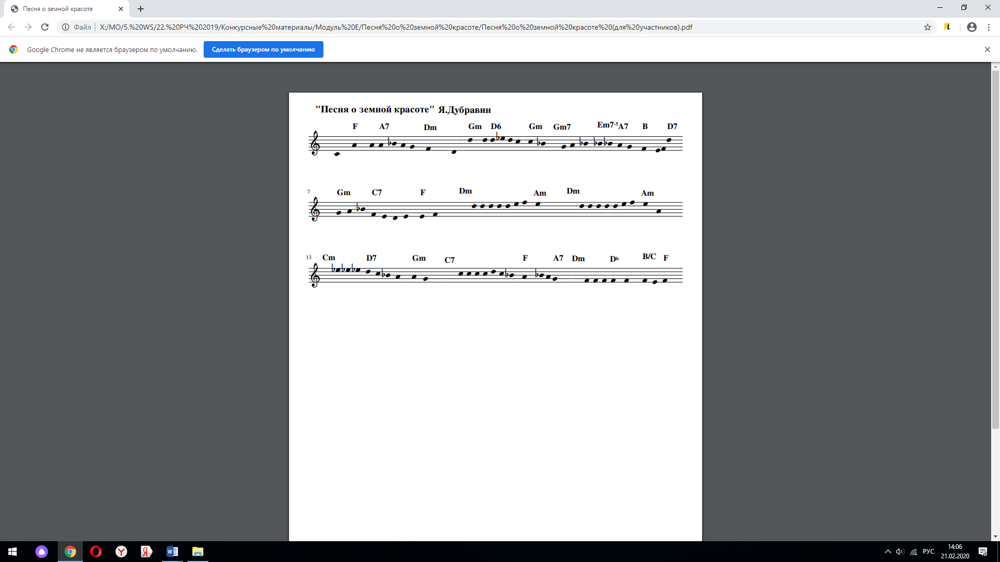 Песня о земной красоте
Файл X:/МО/5.%20WS/22.%20РЧ%202019/Конкурсные%20материалы/Модуль%20Е/Песня%20о%20земной%20красоте/Песня%20о%20земной%20красоте%20(для%20участников).pdf
Google Chrome не является браузером по умолчанию. Сделать браузером по умолчанию
"Песня о земной красоте" Я.Дубравин
F A7 Dm Gm D6 Gm Gm7 Em7-5 A7 B D7
7 Gm C7 F Dm Am Dm Am
13 Cm D7 Gm C7 F A7 Dm Db B/C F
РУС 14:06
21.02.2020